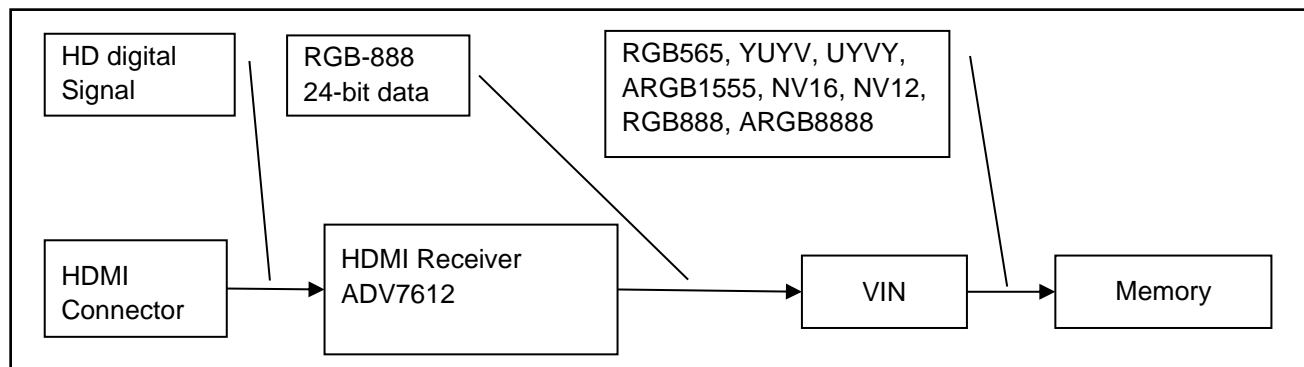 HD digital
Signal
RGB-888
24-bit data
RGB565, YUYV, UYVY,
ARGB1555, NV16, NV12,
RGB888, ARGB8888
HDMI
Connector
HDMI Receiver
ADV7612
VIN
Memory